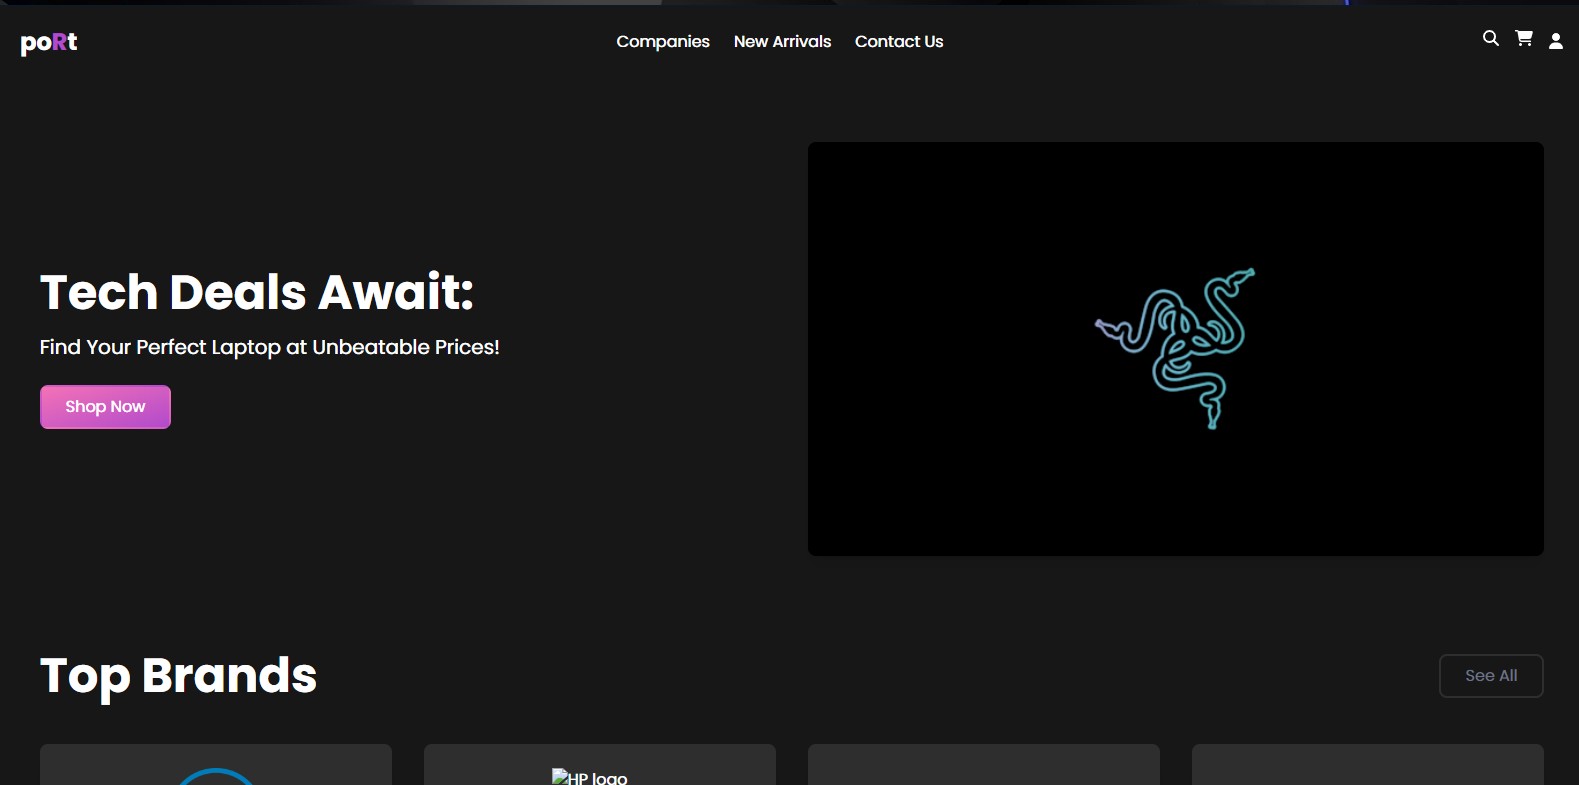 poRt
Companies
New Arrivals
Contact Us
Tech Deals Await:
Find Your Perfect Laptop at Unbeatable Prices!
Shop Now
Top Brands
See All
HP logo